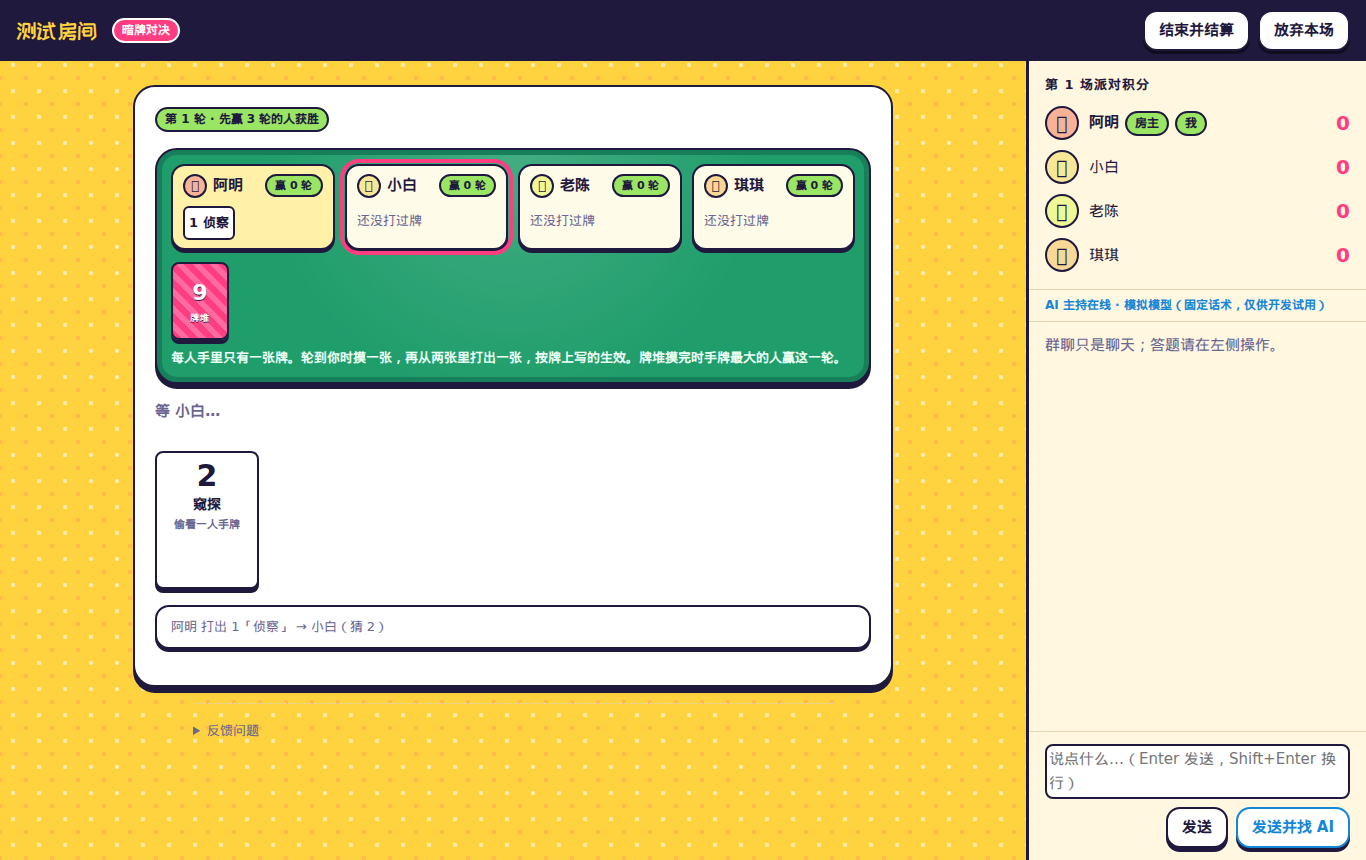 测试房间
暗牌对决
结束并结算
放弃本场
第 1 轮 · 先赢 3 轮的人获胜
阿明
赢 0 轮
1 侦察
小白
赢 0 轮
还没打过牌
老陈
赢 0 轮
还没打过牌
琪琪
赢 0 轮
还没打过牌
9
牌堆
每人手里只有一张牌。轮到你时摸一张，再从两张里打出一张，按牌上写的生效。牌堆摸完时手牌最大的人赢这一轮。
等 小白…
2
窥探
偷看一人手牌
阿明 打出 1「侦察」→ 小白（猜 2）
▶ 反馈问题
第 1 场派对积分
阿明 房主 我 0
小白 0
老陈 0
琪琪 0
AI 主持在线 · 模拟模型（固定话术，仅供开发试用）
群聊只是聊天；答题请在左侧操作。
说点什么…（Enter 发送，Shift+Enter 换
行）
发送
发送并找 AI